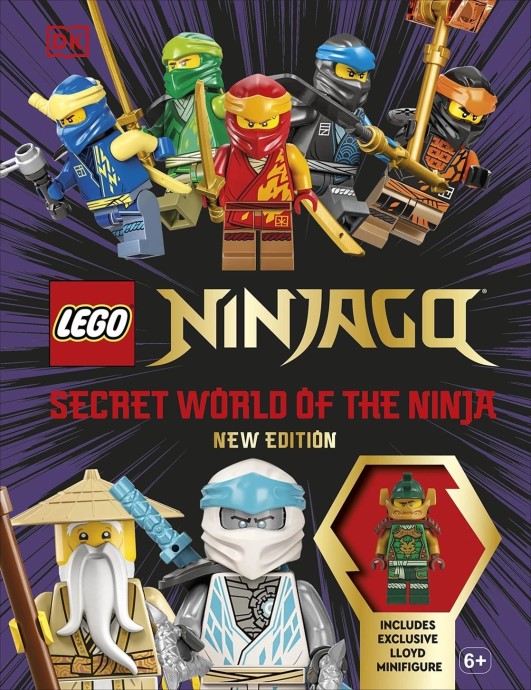 DK
LEGO
NINJAGO®
SECRET WORLD OF THE NINJA
NEW EDITION
INCLUDES
EXCLUSIVE
LLOYD
MINIFIGURE
6+